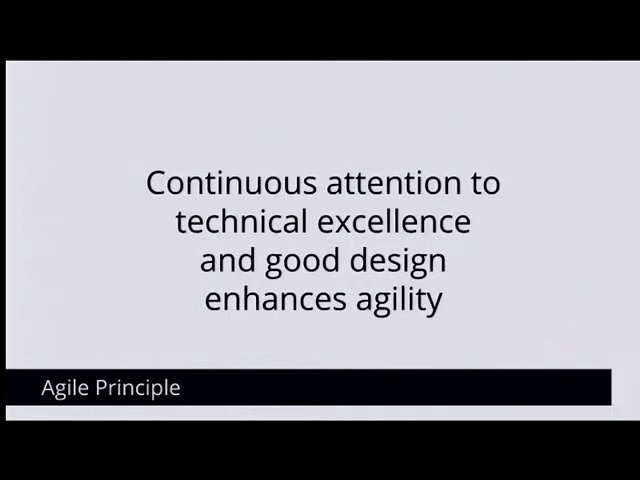 Continuous attention to
technical excellence
and good design
enhances agility
Agile Principle